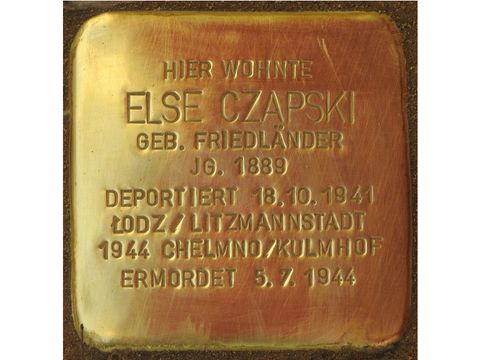 HIER WOHNTE
ELSE CZAPSKI
GEB. FRIEDLÄNDER
JG. 1889
DEPORTIERT 18.10.1941
ŁODZ/LITZMANNSTADT
1944 CHELMNO/KULMHOF
ERMORDET 5.7.1944